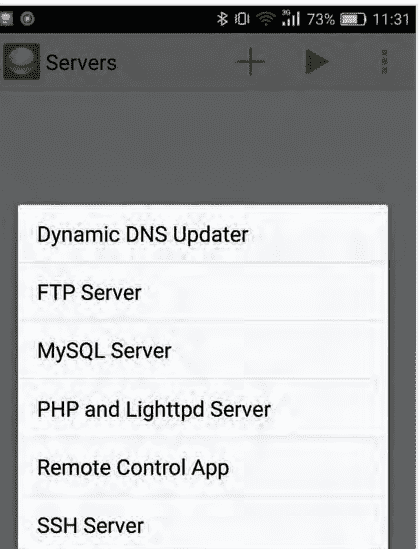 3G 73% 11:31
Servers
Dynamic DNS Updater
FTP Server
MySQL Server
PHP and Lighttpd Server
Remote Control App
SSH Server